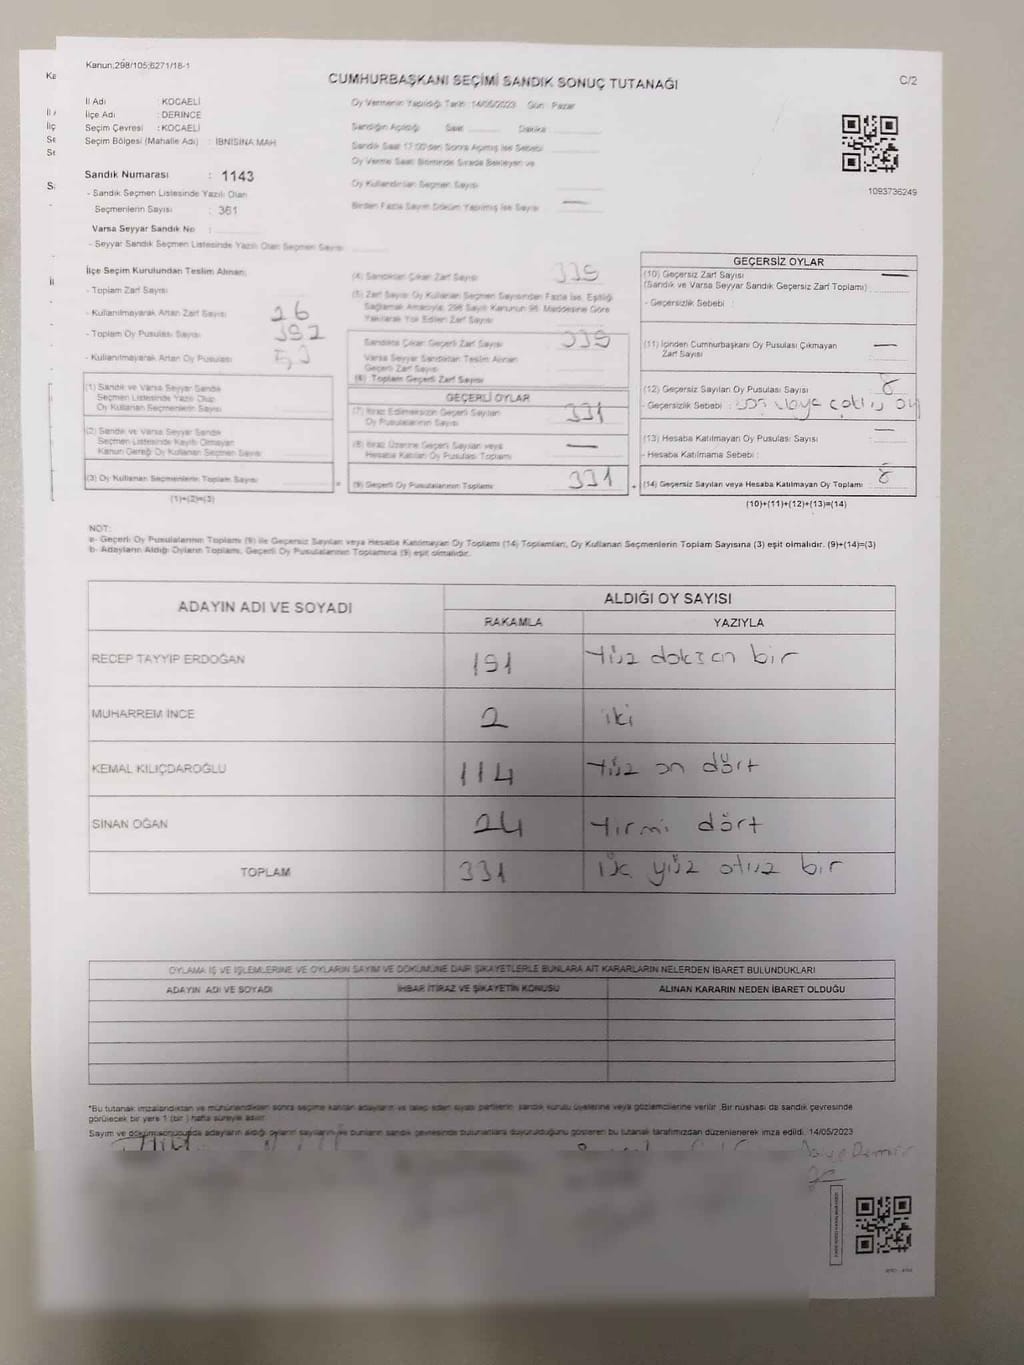 Kanun;298/105;6271/18-1
CUMHURBAŞKANI SEÇİMİ SANDIK SONUÇ TUTANAĞI
C/2
İl Adı : KOCAELİ
İlçe Adı : DERİNCE
Seçim Çevresi : KOCAELİ
Seçim Bölgesi (Mahalle Adı) : İBNİSİNA MAH
Sandık Numarası : 1143
- Sandık Seçmen Listesinde Yazılı Olan
Seçmenlerin Sayısı : 361
Varsa Seyyar Sandık No :
- Seyyar Sandık Seçmen Listesinde Yazılı Olan Seçmen Sayısı
Oy Vermenin Yapıldığı Tarih :14/05/2023 Gün : Pazar
Sandığın Açıldığı Saat Dakika
Sandık Saat 17:00'den Sonra Açılmış İse Sebebi
Oy Verme Saati Bitiminde Sırada Bekleyen ve
Oy Kullandırılan Seçmen Sayısı
Birden Fazla Sayım Döküm Yapılmış İse Sayısı —
1093736249
İlçe Seçim Kurulundan Teslim Alınan;
- Toplam Zarf Sayısı
- Kullanılmayarak Artan Zarf Sayısı 26
- Toplam Oy Pusulası Sayısı 392
- Kullanılmayarak Artan Oy Pusulası
(1) Sandık ve Varsa Seyyar Sandık
Seçmen Listesinde Yazılı Olup
Oy Kullanan Seçmenlerin Sayısı
(2) Sandık ve Varsa Seyyar Sandık
Seçmen Listesinde Kayıtlı Olmayan
Kanun Gereği Oy Kullanan Seçmen Sayısı
(3) Oy Kullanan Seçmenlerin Toplam Sayısı
(1)+(2)=(3)
(4) Sandıktan Çıkan Zarf Sayısı 339
(5) Zarf Sayısı Oy Kullanan Seçmen Sayısından Fazla İse, Eşitliği
Sağlamak Amacıyla; 298 Sayılı Kanunun 98. Maddesine Göre
Yakılarak Yok Edilen Zarf Sayısı
Sandıkta Çıkan Geçerli Zarf Sayısı 339
Varsa Seyyar Sandıktan Teslim Alınan
Geçerli Zarf Sayısı
(6) Toplam Geçerli Zarf Sayısı
GEÇERLİ OYLAR
(7) İtiraz Edilmeksizin Geçerli Sayılan
Oy Pusulası Sayısı 331
(8) İtiraz Üzerine Geçerli Sayılan veya
Hesaba Katılan Oy Pusulası Toplamı —
(9) Geçerli Oy Pusulalarının Toplamı 331
GEÇERSİZ OYLAR
(10) Geçersiz Zarf Sayısı —
(Sandık ve Varsa Seyyar Sandık Geçersiz Zarf Toplamı)
- Geçersizlik Sebebi :
(11) İçinden Cumhurbaşkanı Oy Pusulası Çıkmayan —
Zarf Sayısı
(12) Geçersiz Sayılan Oy Pusulası Sayısı 8
- Geçersizlik Sebebi : oy
(13) Hesaba Katılmayan Oy Pusulası Sayısı —
- Hesaba Katılmama Sebebi :
(14) Geçersiz Sayılan veya Hesaba Katılmayan Oy Toplamı 8
(10)+(11)+(12)+(13)=(14)
NOT:
a- Geçerli Oy Pusulalarının Toplamı (9) ile Geçersiz Sayılan veya Hesaba Katılmayan Oy Toplamı (14) Toplamları, Oy Kullanan Seçmenlerin Toplam Sayısına (3) eşit olmalıdır. (9)+(14)=(3)
b- Adayların Aldığı Oyların Toplamı, Geçerli Oy Pusulalarının Toplamına (9) eşit olmalıdır.
ADAYIN ADI VE SOYADI
ALDIĞI OY SAYISI
RAKAMLA YAZIYLA
RECEP TAYYİP ERDOĞAN 191 Yüz doksan bir
MUHARREM İNCE 2 iki
KEMAL KILIÇDAROĞLU 114 Yüz on dört
SİNAN OĞAN 24 Yirmi dört
TOPLAM 331 üç yüz otuz bir
OYLAMA İŞ VE İŞLEMLERİNE VE OYLARIN SAYIM VE DÖKÜMÜNE DAİR ŞİKAYETLERLE BUNLARA AİT KARARLARIN NELERDEN İBARET BULUNDUKLARI
ADAYIN ADI VE SOYADI İHBAR İTİRAZ VE ŞİKAYETİN KONUSU ALINAN KARARIN NEDEN İBARET OLDUĞU
*Bu tutanak imzalandıktan ve mühürlendikten sonra seçime katılan adayların ve talep eden siyasi partilerin sandık kurulu üyelerine veya gözlemcilerine verilir .Bir nüshası da sandık çevresinde
görülecek bir yere 1 (bir ) hafta süreyle asılır.
Sayım ve döküm sonucunda adayların aldığı oyların sayılarını ve bunların sandık çevresinde bulunanlara duyurulduğunu gösteren bu tutanak tarafımızdan düzenlenerek imza edildi. 14/05/2023